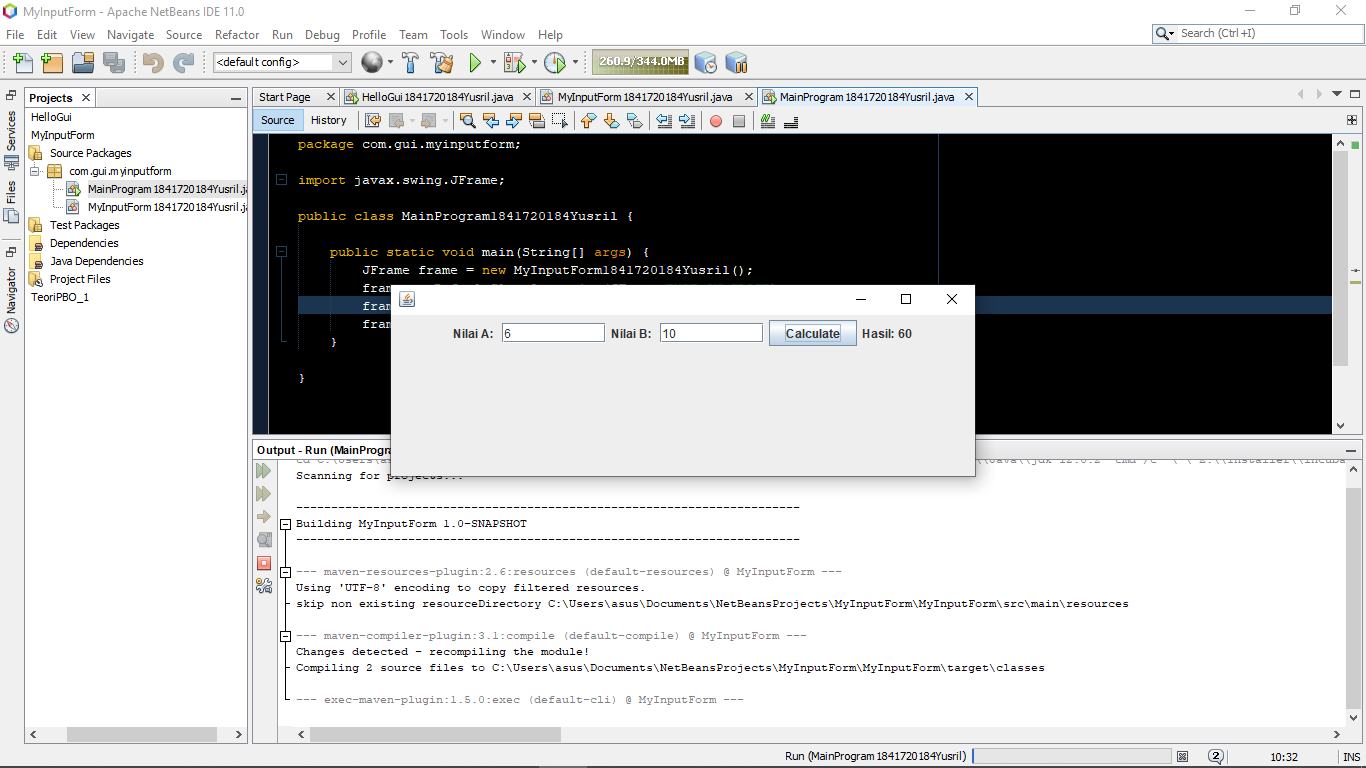 MyInputForm - Apache NetBeans IDE 11.0
File Edit View Navigate Source Refactor Run Debug Profile Team Tools Window Help
Search (Ctrl+I)
<default config>
260.9/344.0MB
Projects
Services
Files
Navigator
HelloGui
MyInputForm
Source Packages
com.gui.myinputform
MainProgram1841720184Yusril.ja
MyInputForm1841720184Yusril.ja
Test Packages
Dependencies
Java Dependencies
Project Files
TeoriPBO_1
Start Page HelloGui1841720184Yusril.java MyInputForm1841720184Yusril.java MainProgram1841720184Yusril.java
Source History
package com.gui.myinputform;
import javax.swing.JFrame;
public class MainProgram1841720184Yusril {
public static void main(String[] args) {
JFrame frame = new MyInputForm1841720184Yusril();
fram
fram
fram
}
}
Nilai A: 6 Nilai B: 10 Calculate Hasil: 60
Output - Run (MainProgra
Scanning for projects...
------------------------------------------------------------------------
Building MyInputForm 1.0-SNAPSHOT
------------------------------------------------------------------------
--- maven-resources-plugin:2.6:resources (default-resources) @ MyInputForm ---
Using 'UTF-8' encoding to copy filtered resources.
skip non existing resourceDirectory C:\Users\asus\Documents\NetBeansProjects\MyInputForm\MyInputForm\src\main\resources
--- maven-compiler-plugin:3.1:compile (default-compile) @ MyInputForm ---
Changes detected - recompiling the module!
Compiling 2 source files to C:\Users\asus\Documents\NetBeansProjects\MyInputForm\MyInputForm\target\classes
--- exec-maven-plugin:1.5.0:exec (default-cli) @ MyInputForm ---
Run (MainProgram1841720184Yusril) 2 10:32 INS